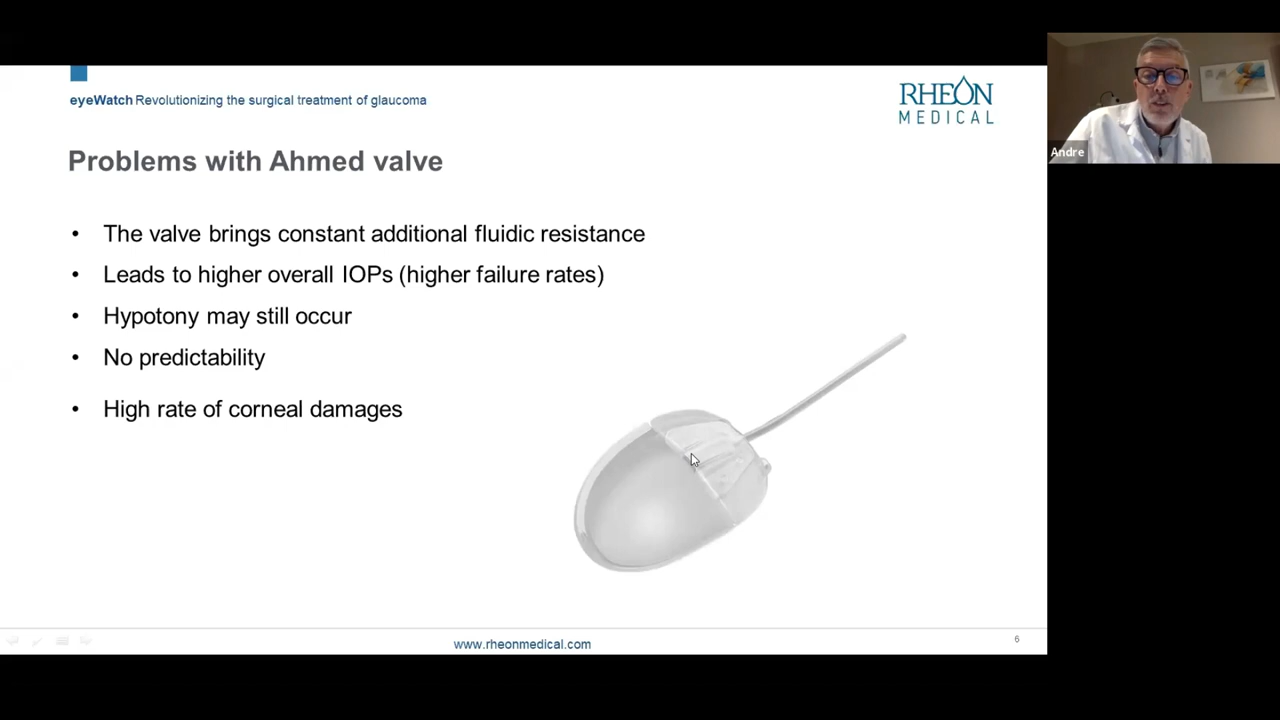 eyeWatch Revolutionizing the surgical treatment of glaucoma
RHEON
MEDICAL
Andre
Problems with Ahmed valve
• The valve brings constant additional fluidic resistance
• Leads to higher overall IOPs (higher failure rates)
• Hypotony may still occur
• No predictability
• High rate of corneal damages
www.rheonmedical.com
6